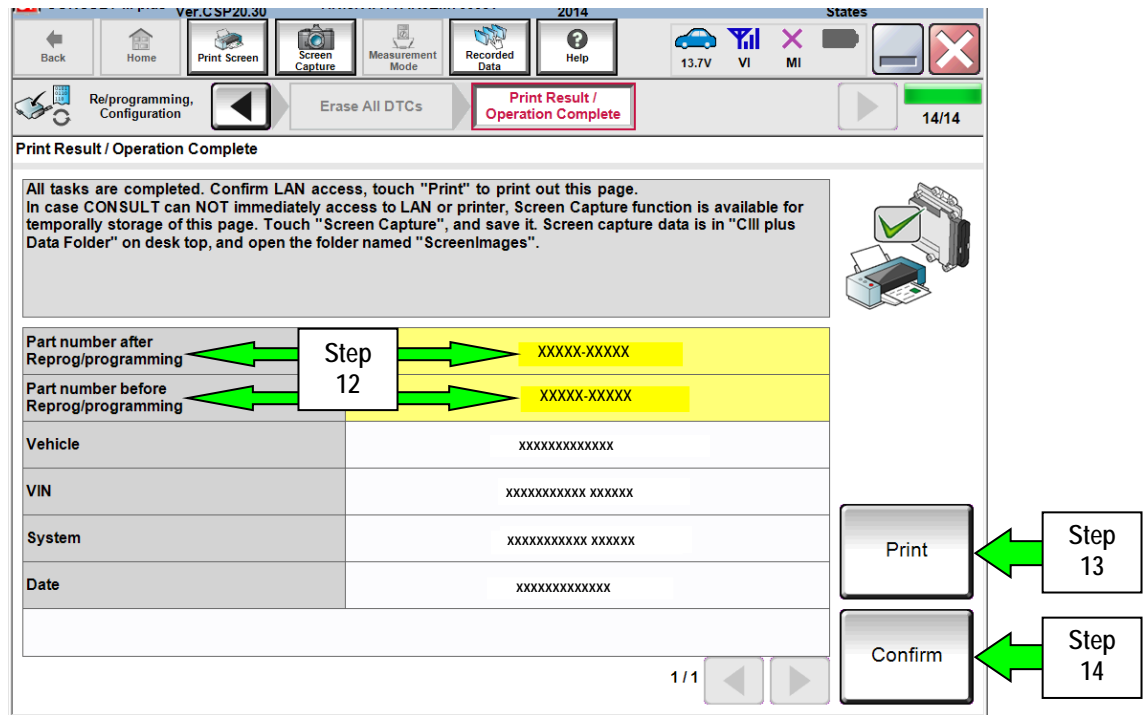 Ver.CSP20.30
2014
States
Back
Home
Print Screen
Screen
Capture
Measurement
Mode
Recorded
Data
Help
13.7V
VI
MI
Re/programming,
Configuration
Erase All DTCs
Print Result /
Operation Complete
14/14
Print Result / Operation Complete
All tasks are completed. Confirm LAN access, touch "Print" to print out this page.
In case CONSULT can NOT immediately access to LAN or printer, Screen Capture function is available for
temporally storage of this page. Touch "Screen Capture", and save it. Screen capture data is in "CIII plus
Data Folder" on desk top, and open the folder named "ScreenImages".
Part number after
Reprog/programming
XXXXX-XXXXX
Step
12
Part number before
Reprog/programming
XXXXX-XXXXX
Vehicle
XXXXXXXXXXXXX
VIN
XXXXXXXXXXX XXXXXX
System
XXXXXXXXXXX XXXXXX
Date
XXXXXXXXXXXXX
Print
Step
13
Confirm
Step
14
1/1